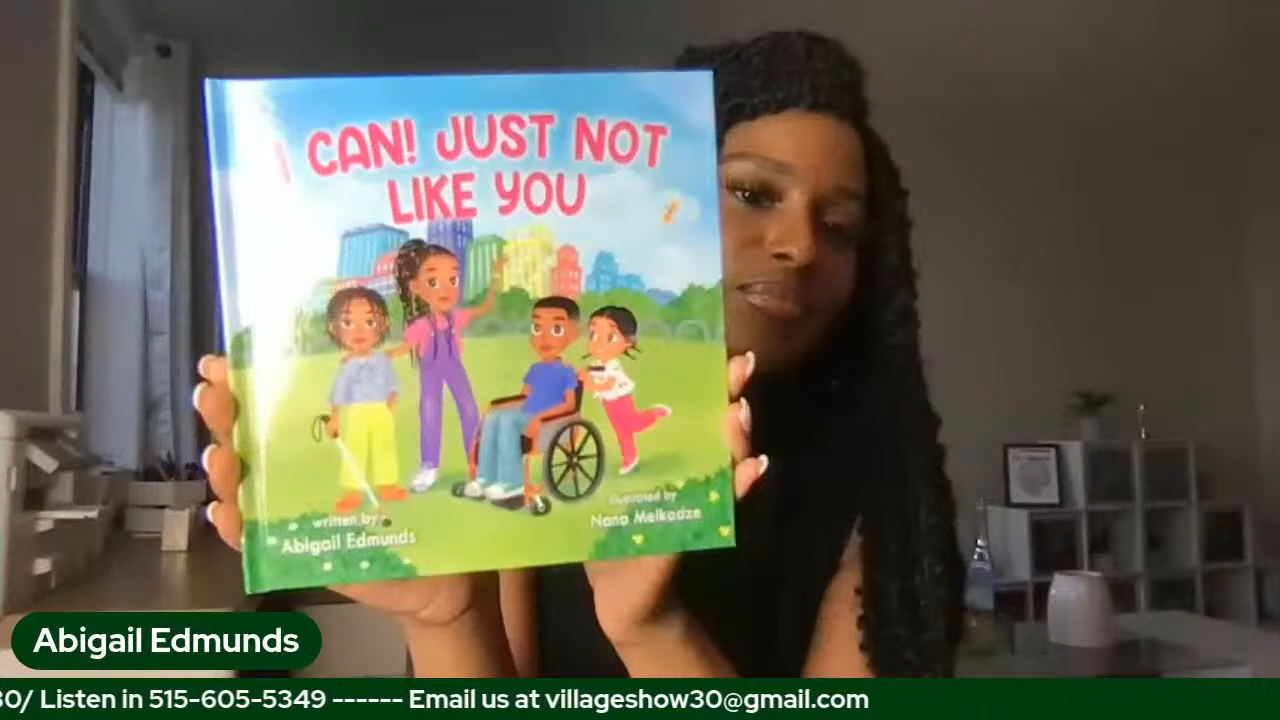 I CAN! JUST NOT
LIKE YOU
written by
Abigail Edmunds
illustrated by
Nana Melkadze
Abigail Edmunds
30/ Listen in 515-605-5349 ------ Email us at villageshow30@gmail.com